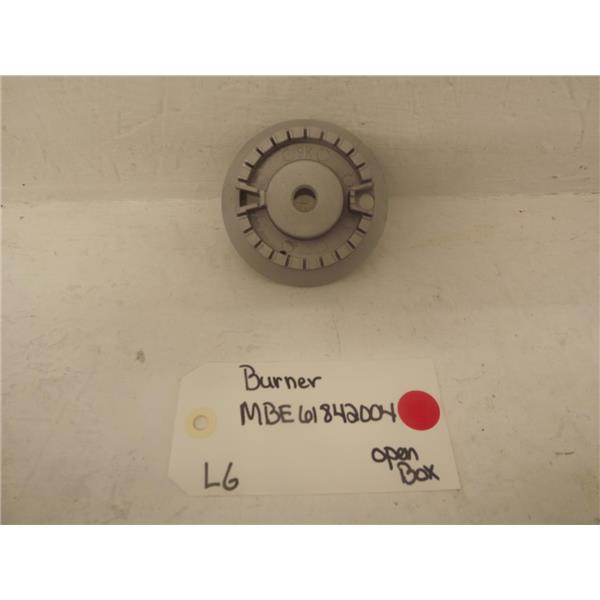 Burner
MBE61842004
open
Box
LG